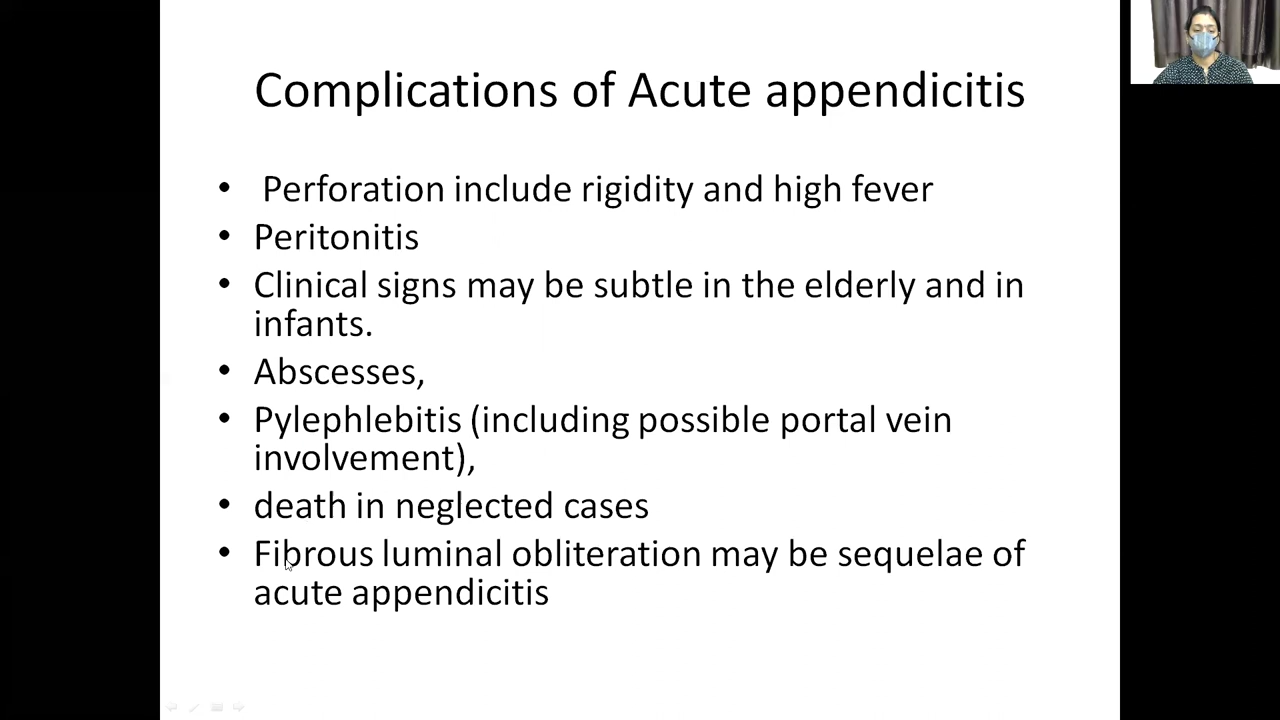 Complications of Acute appendicitis
• Perforation include rigidity and high fever
• Peritonitis
• Clinical signs may be subtle in the elderly and in
infants.
• Abscesses,
• Pylephlebitis (including possible portal vein
involvement),
• death in neglected cases
• Fibrous luminal obliteration may be sequelae of
acute appendicitis